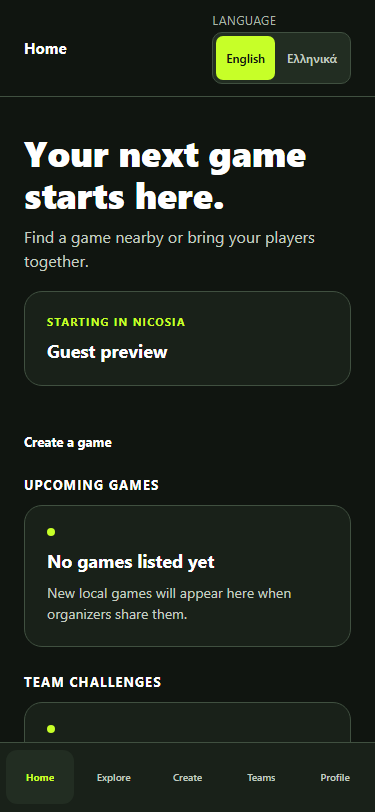 LANGUAGE
Home
English
Ελληνικά
Your next game
starts here.
Find a game nearby or bring your players
together.
STARTING IN NICOSIA
Guest preview
Create a game
UPCOMING GAMES
No games listed yet
New local games will appear here when
organizers share them.
TEAM CHALLENGES
Home
Explore
Create
Teams
Profile